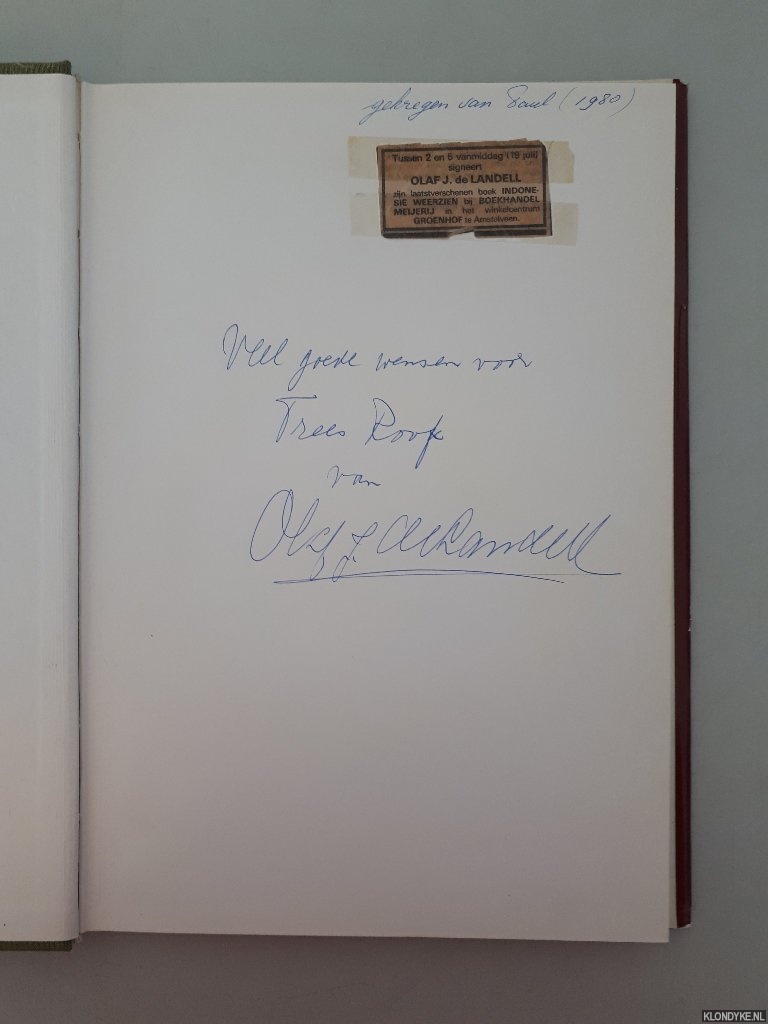 gekregen van Paul (1980)
Tussen 2 en 5 vanmiddag (19 juli)
signeert
OLAF J. de LANDELL
zijn laatstverschenen boek INDONE-
SIE WEERZIEN bij BOEKHANDEL
MEIJERIJ in het winkelcentrum
GROENHOF te Amstelveen.
Veel goede wensen voor
Trees
van
Olaf J. de Landell
KLONDYKE.NL